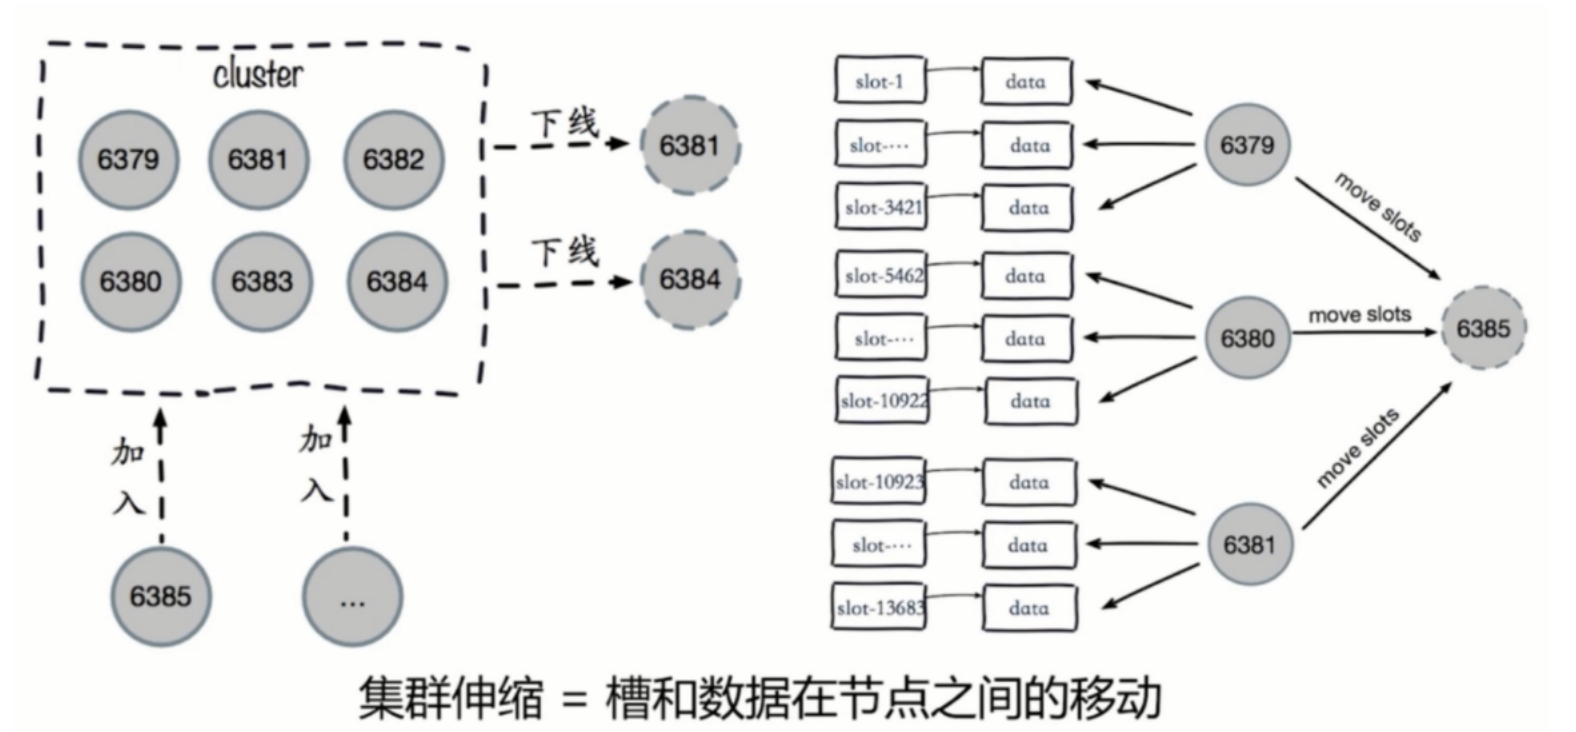 cluster
6379
6381
6382
6380
6383
6384
下线
6381
下线
6384
加
入
加
入
6385
...
slot-1
data
slot-···
data
slot-3421
data
6379
move slots
slot-5462
data
slot-···
data
slot-10922
data
6380
move slots
6385
slot-10923
data
slot-···
data
slot-13683
data
6381
move slots
集群伸缩 = 槽和数据在节点之间的移动